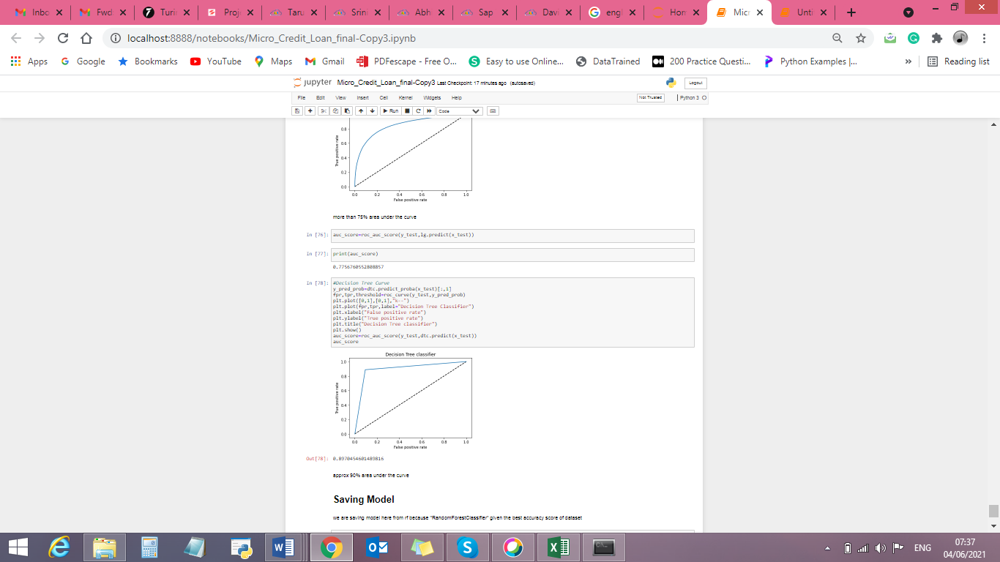 Inbo
Fwd
Turi
Proj
Taru
Srini
Abh
Sap
Davi
engl
Hom
Micr
Unti
localhost:8888/notebooks/Micro_Credit_Loan_final-Copy3.ipynb
Apps
Google
Bookmarks
YouTube
Maps
Gmail
PDFescape - Free O...
Easy to use Online...
DataTrained
200 Practice Questi...
Python Examples |...
»
Reading list
jupyter Micro_Credit_Loan_final-Copy3 Last Checkpoint: 17 minutes ago (autosaved)
Logout
File Edit View Insert Cell Kernel Widgets Help
Not Trusted
Python 3
Run
Code
0.8
0.6
0.4
0.2
0.0
True positive rate
0.0 0.2 0.4 0.6 0.8 1.0
False positive rate
more than 75% area under the curve
In [76]: auc_score=roc_auc_score(y_test,lg.predict(x_test))
In [77]: print(auc_score)
0.7756760552808857
In [78]: #Decision Tree Curve
y_pred_prob=dtc.predict_proba(x_test)[:,1]
fpr,tpr,threshold=roc_curve(y_test,y_pred_prob)
plt.plot([0,1],[0,1],"k--")
plt.plot(fpr,tpr,label="Decision Tree Classifier")
plt.xlabel("False positive rate")
plt.ylabel("True positive rate")
plt.title("Decision Tree classifier")
plt.show()
auc_score=roc_auc_score(y_test,dtc.predict(x_test))
auc_score
Decision Tree classifier
1.0
0.8
0.6
0.4
0.2
0.0
True positive rate
0.0 0.2 0.4 0.6 0.8 1.0
False positive rate
Out[78]: 0.8970454601489816
approx 90% area under the curve
Saving Model
we are saving model here from rf because "RandomForestClassifier" given the best accuracy score of dataset
ENG
07:37
04/06/2021